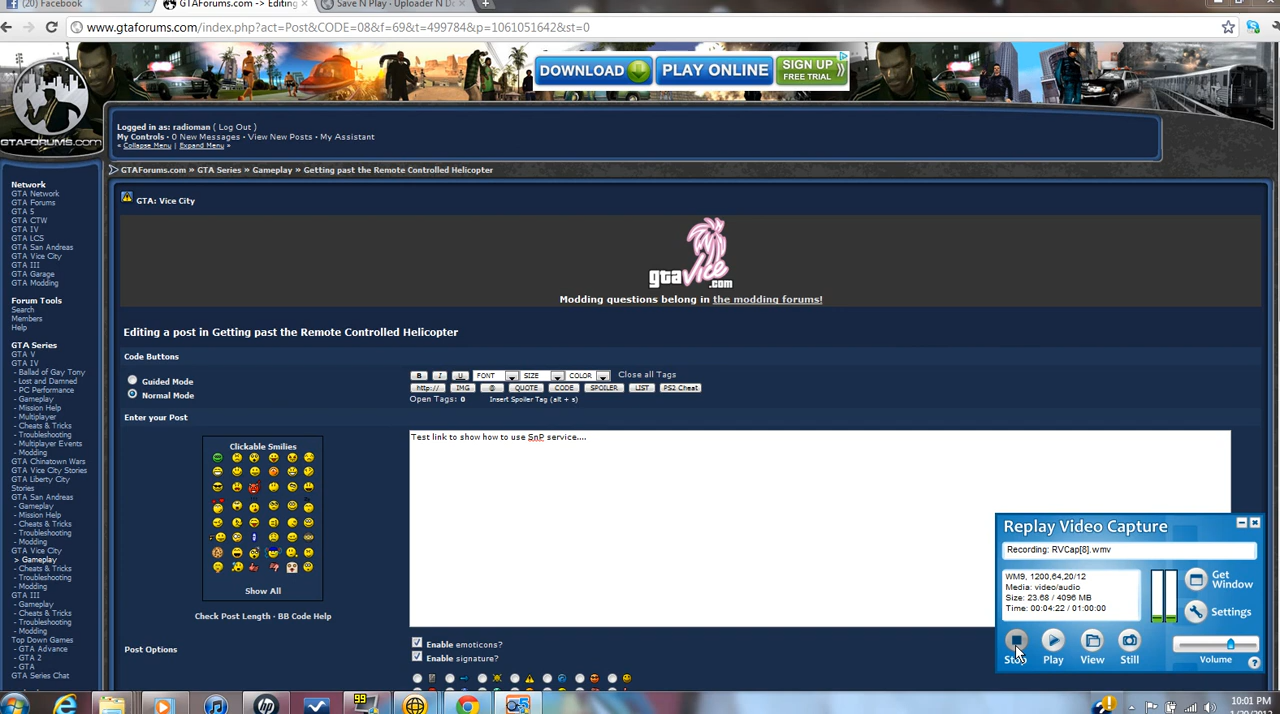 (20) Facebook
GTAForums.com -> Editing
Save N Play - Uploader N Do
www.gtaforums.com/index.php?act=Post&CODE=08&f=69&t=499784&p=1061051642&st=0
GTAFORUMS.COM
DOWNLOAD
PLAY ONLINE
SIGN UP
FREE TRIAL
Logged in as: radioman ( Log Out )
My Controls · 0 New Messages · View New Posts · My Assistant
« Collapse Menu | Expand Menu »
GTAForums.com » GTA Series » Gameplay » Getting past the Remote Controlled Helicopter
Network
GTA Network
GTA Forums
GTA 5
GTA CTW
GTA IV
GTA LCS
GTA San Andreas
GTA Vice City
GTA III
GTA Garage
GTA Modding
Forum Tools
Search
Members
Help
GTA Series
GTA V
GTA IV
- Ballad of Gay Tony
- Lost and Damned
- PC Performance
- Gameplay
- Mission Help
- Multiplayer
- Cheats & Tricks
- Troubleshooting
- Multiplayer Events
- Modding
GTA Chinatown Wars
GTA Vice City Stories
GTA Liberty City
Stories
GTA San Andreas
- Gameplay
- Mission Help
- Cheats & Tricks
- Troubleshooting
- Modding
GTA Vice City
> Gameplay
- Cheats & Tricks
- Troubleshooting
- Modding
GTA III
- Gameplay
- Cheats & Tricks
- Troubleshooting
- Modding
Top Down Games
- GTA Advance
- GTA 2
- GTA
GTA Series Chat
GTA: Vice City
gtavice.com
Modding questions belong in the modding forums!
Editing a post in Getting past the Remote Controlled Helicopter
Code Buttons
Guided Mode
Normal Mode
B I U FONT SIZE COLOR Close all Tags
http:// IMG @ QUOTE CODE SPOILER LIST PS2 Cheat
Open Tags: 0 Insert Spoiler Tag (alt + s)
Enter your Post
Clickable Smilies
Show All
Check Post Length · BB Code Help
Test link to show how to use SnP service....
Post Options
Enable emoticons?
Enable signature?
Replay Video Capture
Recording: RVCap[8].wmv
WM9, 1200,64,20/12
Media: video/audio
Size: 23.68 / 4096 MB
Time: 00:04:22 / 01:00:00
Get
Window
Settings
Stop
Play
View
Still
Volume
99
10:01 PM